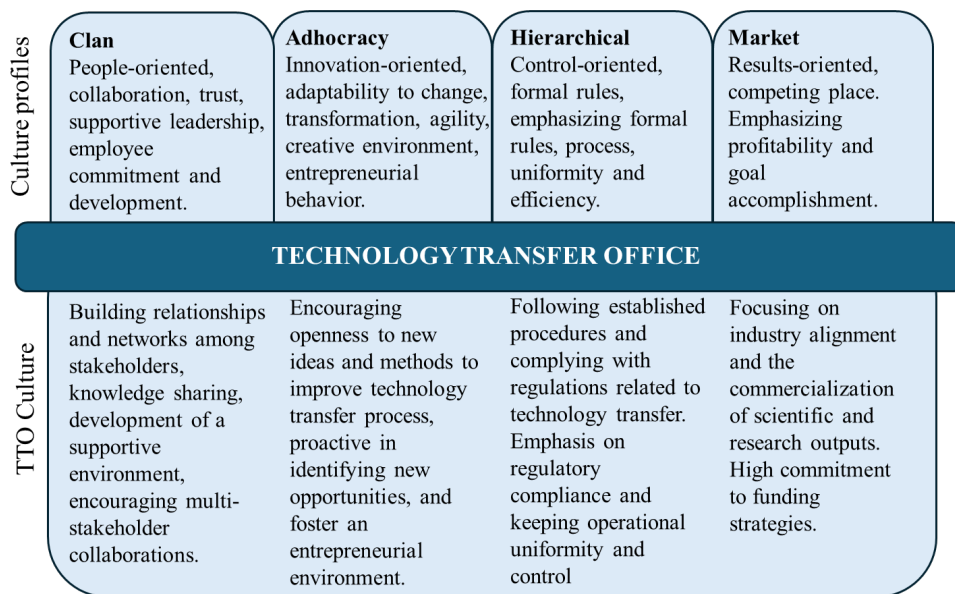 Culture profiles
Clan
People-oriented,
collaboration, trust,
supportive leadership,
employee
commitment and
development.
Adhocracy
Innovation-oriented,
adaptability to change,
transformation, agility,
creative environment,
entrepreneurial
behavior.
Hierarchical
Control-oriented,
formal rules,
emphasizing formal
rules, process,
uniformity and
efficiency.
Market
Results-oriented,
competing place.
Emphasizing
profitability and
goal
accomplishment.
TECHNOLOGY TRANSFER OFFICE
TTO Culture
Building relationships
and networks among
stakeholders,
knowledge sharing,
development of a
supportive
environment,
encouraging multi-
stakeholder
collaborations.
Encouraging
openness to new
ideas and methods to
improve technology
transfer process,
proactive in
identifying new
opportunities, and
foster an
entrepreneurial
environment.
Following established
procedures and
complying with
regulations related to
technology transfer.
Emphasis on
regulatory
compliance and
keeping operational
uniformity and
control
Focusing on
industry alignment
and the
commercialization
of scientific and
research outputs.
High commitment
to funding
strategies.